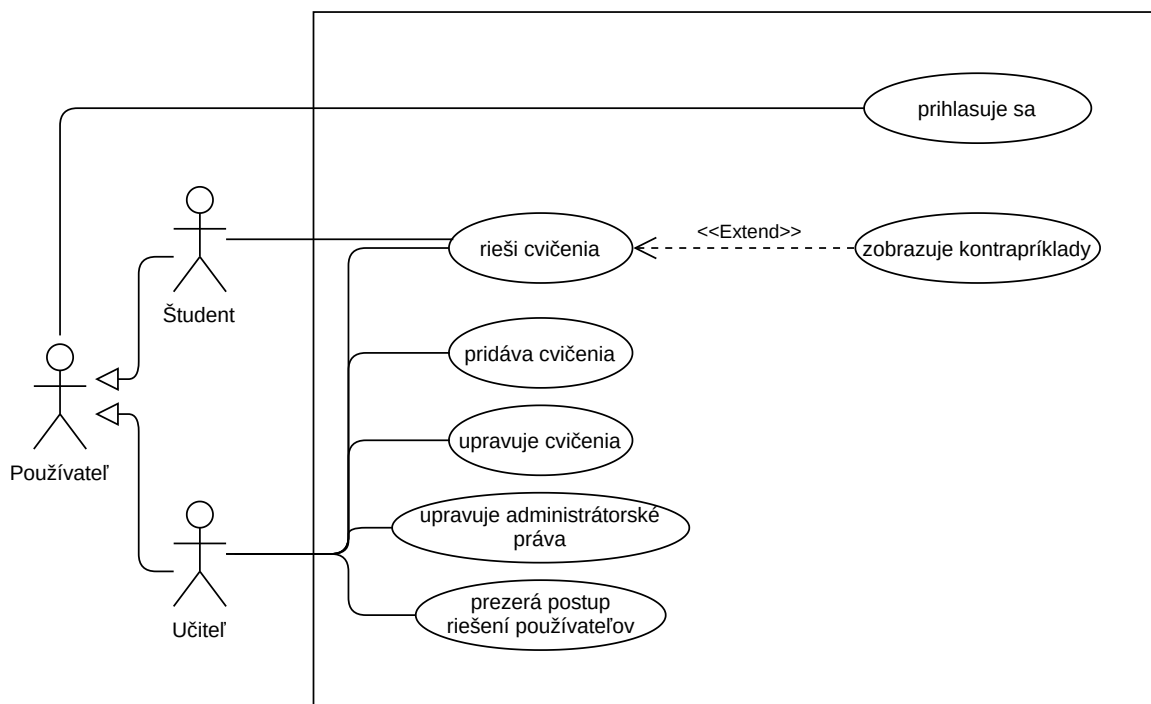 prihlasuje sa
<<Extend>>
rieši cvičenia
zobrazuje kontrapríklady
Študent
pridáva cvičenia
upravuje cvičenia
Používateľ
upravuje administrátorské
práva
prezerá postup
riešení používateľov
Učiteľ